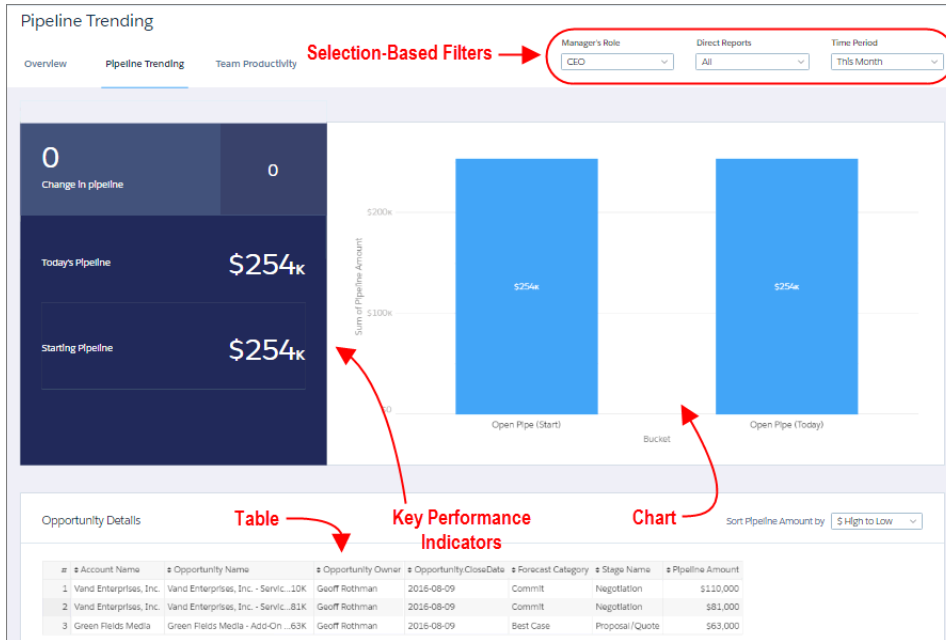 Pipeline Trending
Selection-Based Filters
Manager's Role
Direct Reports
Time Period
CEO
All
This Month
Overview
Pipeline Trending
Team Productivity
0
Change in pipeline
0
Today's Pipeline
$254K
Starting Pipeline
$254K
Sum of Pipeline Amount
$200K
$100K
$0
$254K
$254K
Open Pipe (Start)
Open Pipe (Today)
Bucket
Opportunity Details
Table
Key Performance
Indicators
Chart
Sort Pipeline Amount by
$ High to Low
# Account Name Opportunity Name Opportunity Owner Opportunity.CloseDate Forecast Category Stage Name Pipeline Amount
1 Vand Enterprises, Inc. Vand Enterprises, Inc. - Servic...10K Geoff Rothman 2016-08-09 Commit Negotiation $110,000
2 Vand Enterprises, Inc. Vand Enterprises, Inc. - Servic...81K Geoff Rothman 2016-08-09 Commit Negotiation $81,000
3 Green Fields Media Green Fields Media - Add-On ...63K Geoff Rothman 2016-08-09 Best Case Proposal/Quote $63,000